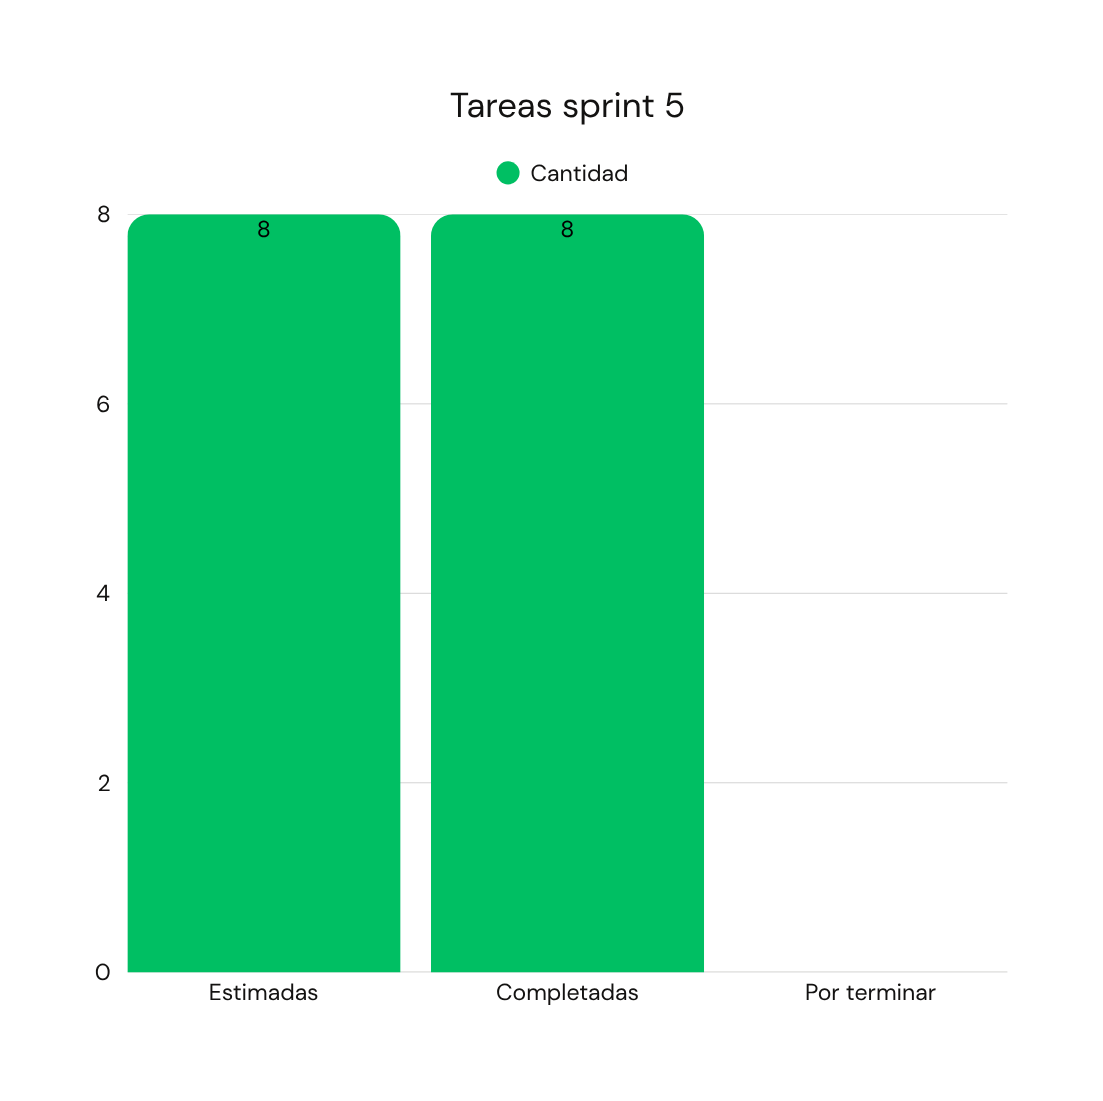 Tareas sprint 5
Cantidad
8
8
8
6
4
2
0
Estimadas
Completadas
Por terminar